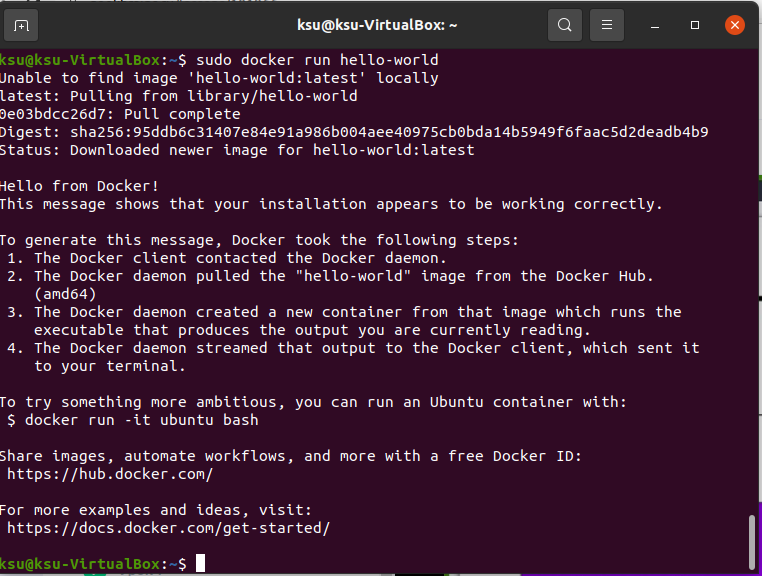 ksu@ksu-VirtualBox: ~
ksu@ksu-VirtualBox:~$ sudo docker run hello-world
Unable to find image 'hello-world:latest' locally
latest: Pulling from library/hello-world
0e03bdcc26d7: Pull complete
Digest: sha256:95ddb6c31407e84e91a986b004aee40975cb0bda14b5949f6faac5d2deadb4b9
Status: Downloaded newer image for hello-world:latest
Hello from Docker!
This message shows that your installation appears to be working correctly.
To generate this message, Docker took the following steps:
1. The Docker client contacted the Docker daemon.
2. The Docker daemon pulled the "hello-world" image from the Docker Hub.
(amd64)
3. The Docker daemon created a new container from that image which runs the
executable that produces the output you are currently reading.
4. The Docker daemon streamed that output to the Docker client, which sent it
to your terminal.
To try something more ambitious, you can run an Ubuntu container with:
$ docker run -it ubuntu bash
Share images, automate workflows, and more with a free Docker ID:
https://hub.docker.com/
For more examples and ideas, visit:
https://docs.docker.com/get-started/
ksu@ksu-VirtualBox:~$